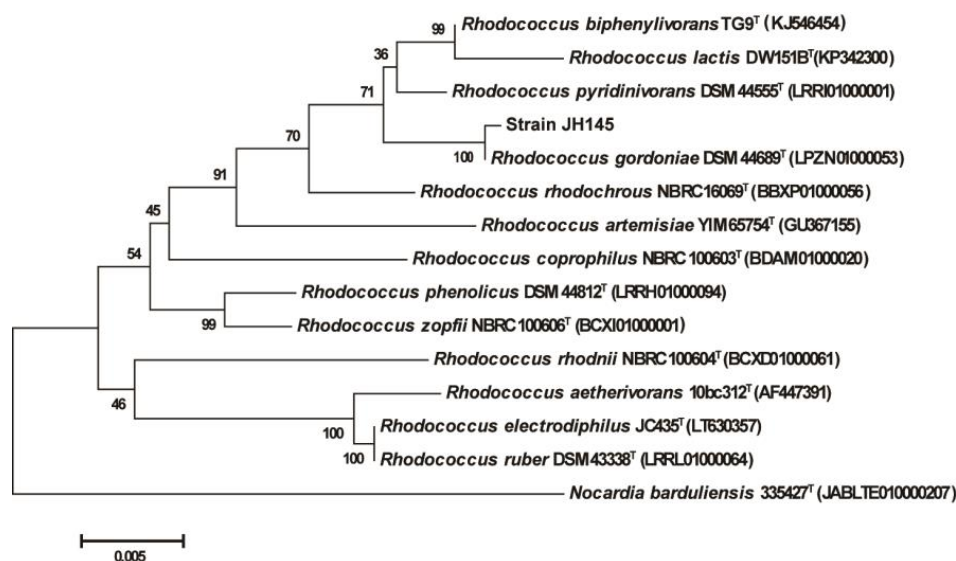 Rhodococcus biphenylivorans TG9ᵀ (KJ546454)
99
Rhodococcus lactis DW151Bᵀ(KP342300)
36
Rhodococcus pyridinivorans DSM 44555ᵀ (LRRI01000001)
71
Strain JH145
70
100
Rhodococcus gordoniae DSM 44689ᵀ (LPZN01000053)
91
Rhodococcus rhodochrous NBRC16069ᵀ (BBXP01000056)
45
Rhodococcus artemisiae YIM 65754ᵀ (GU367155)
54
Rhodococcus coprophilus NBRC 100603ᵀ (BDAM01000020)
Rhodococcus phenolicus DSM 44812ᵀ (LRRH01000094)
99
Rhodococcus zopfii NBRC 100606ᵀ (BCXI01000001)
Rhodococcus rhodnii NBRC 100604ᵀ (BCXD01000061)
46
Rhodococcus aetherivorans 10bc312ᵀ (AF447391)
100
Rhodococcus electrodiphilus JC435ᵀ (LT630357)
100
Rhodococcus ruber DSM 43338ᵀ (LRRL01000064)
Nocardia barduliensis 335427ᵀ (JABLTE010000207)
0.005